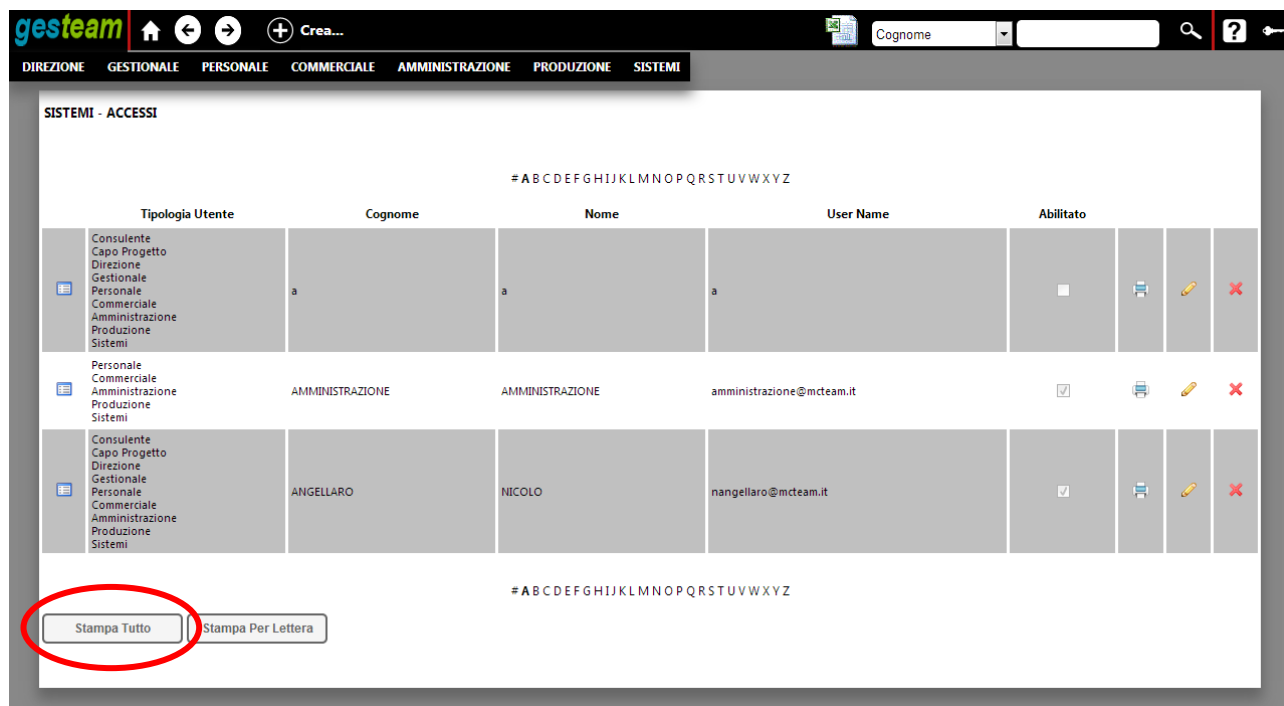 gesteam Crea... Cognome ?
DIREZIONE GESTIONALE PERSONALE COMMERCIALE AMMINISTRAZIONE PRODUZIONE SISTEMI
SISTEMI - ACCESSI
# A B C D E F G H I J K L M N O P Q R S T U V W X Y Z
Tipologia Utente Cognome Nome User Name Abilitato
Consulente
Capo Progetto
Direzione
Gestionale
Personale
Commerciale
Amministrazione
Produzione
Sistemi
a a a
Personale
Commerciale
Amministrazione
Produzione
Sistemi
AMMINISTRAZIONE AMMINISTRAZIONE amministrazione@mcteam.it
Consulente
Capo Progetto
Direzione
Gestionale
Personale
Commerciale
Amministrazione
Produzione
Sistemi
ANGELLARO NICOLO nangellaro@mcteam.it
# A B C D E F G H I J K L M N O P Q R S T U V W X Y Z
Stampa Tutto Stampa Per Lettera